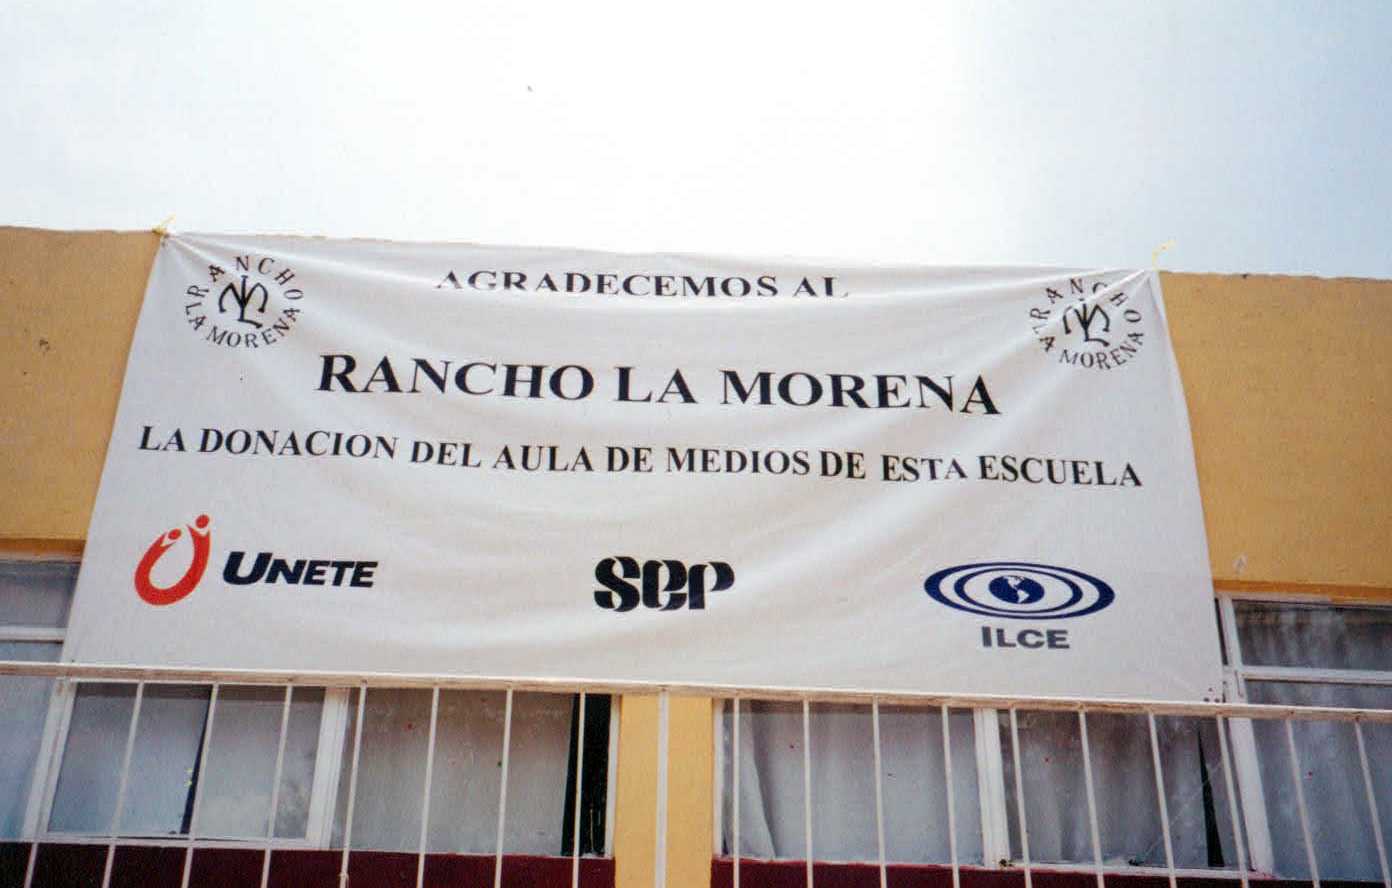 AGRADECEMOS AL
RANCHO LA MORENA
RANCHO LA MORENA
RANCHO LA MORENA
LA DONACION DEL AULA DE MEDIOS DE ESTA ESCUELA
UNETE
SEP
ILCE